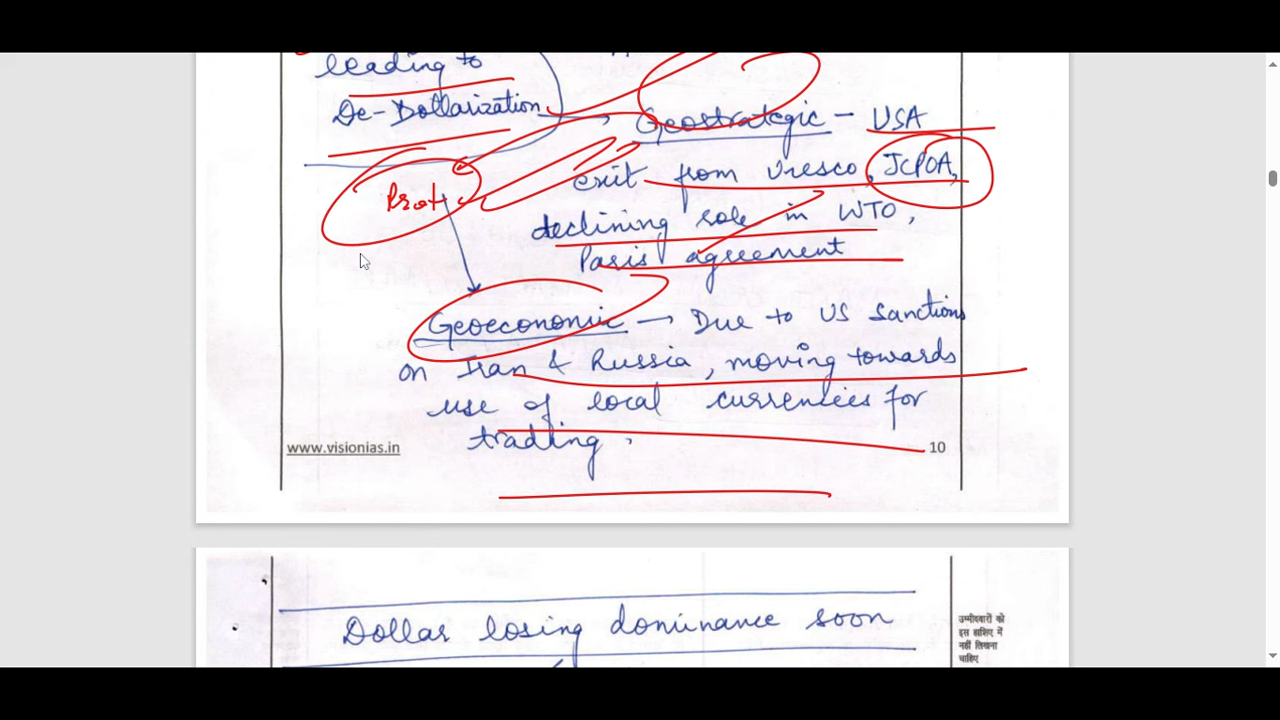 leading to
De-Dollarization
Geostrategic - USA
exit from Unesco, JCPOA,
Prot
declining role in WTO,
Paris agreement
Geoeconomic → Due to US Sanctions
on Iran & Russia, moving towards
use of local currencies for
trading.
www.visionias.in
10
Dollar losing dominance soon
उम्मीदवारों को
इस हाशिए में
नहीं लिखना
चाहिए